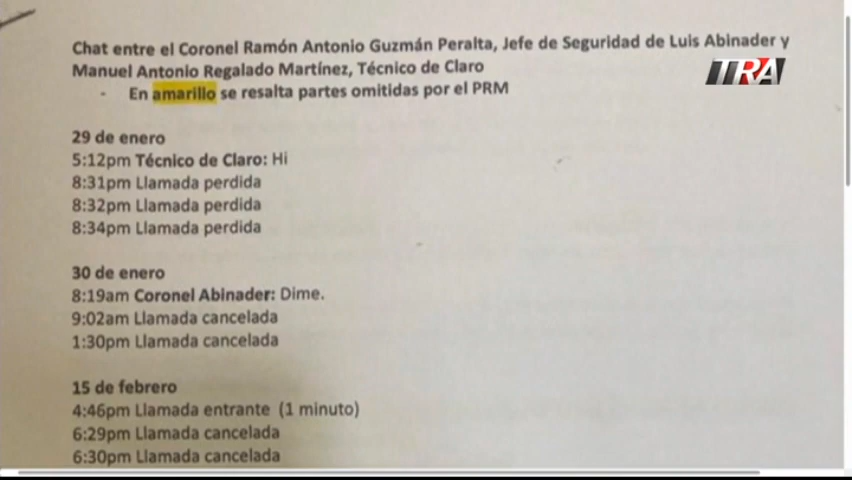 Chat entre el Coronel Ramón Antonio Guzmán Peralta, Jefe de Seguridad de Luis Abinader y
Manuel Antonio Regalado Martínez, Técnico de Claro
TRA
- En amarillo se resalta partes omitidas por el PRM
29 de enero
5:12pm Técnico de Claro: Hi
8:31pm Llamada perdida
8:32pm Llamada perdida
8:34pm Llamada perdida
30 de enero
8:19am Coronel Abinader: Dime.
9:02am Llamada cancelada
1:30pm Llamada cancelada
15 de febrero
4:46pm Llamada entrante (1 minuto)
6:29pm Llamada cancelada
6:30pm Llamada cancelada